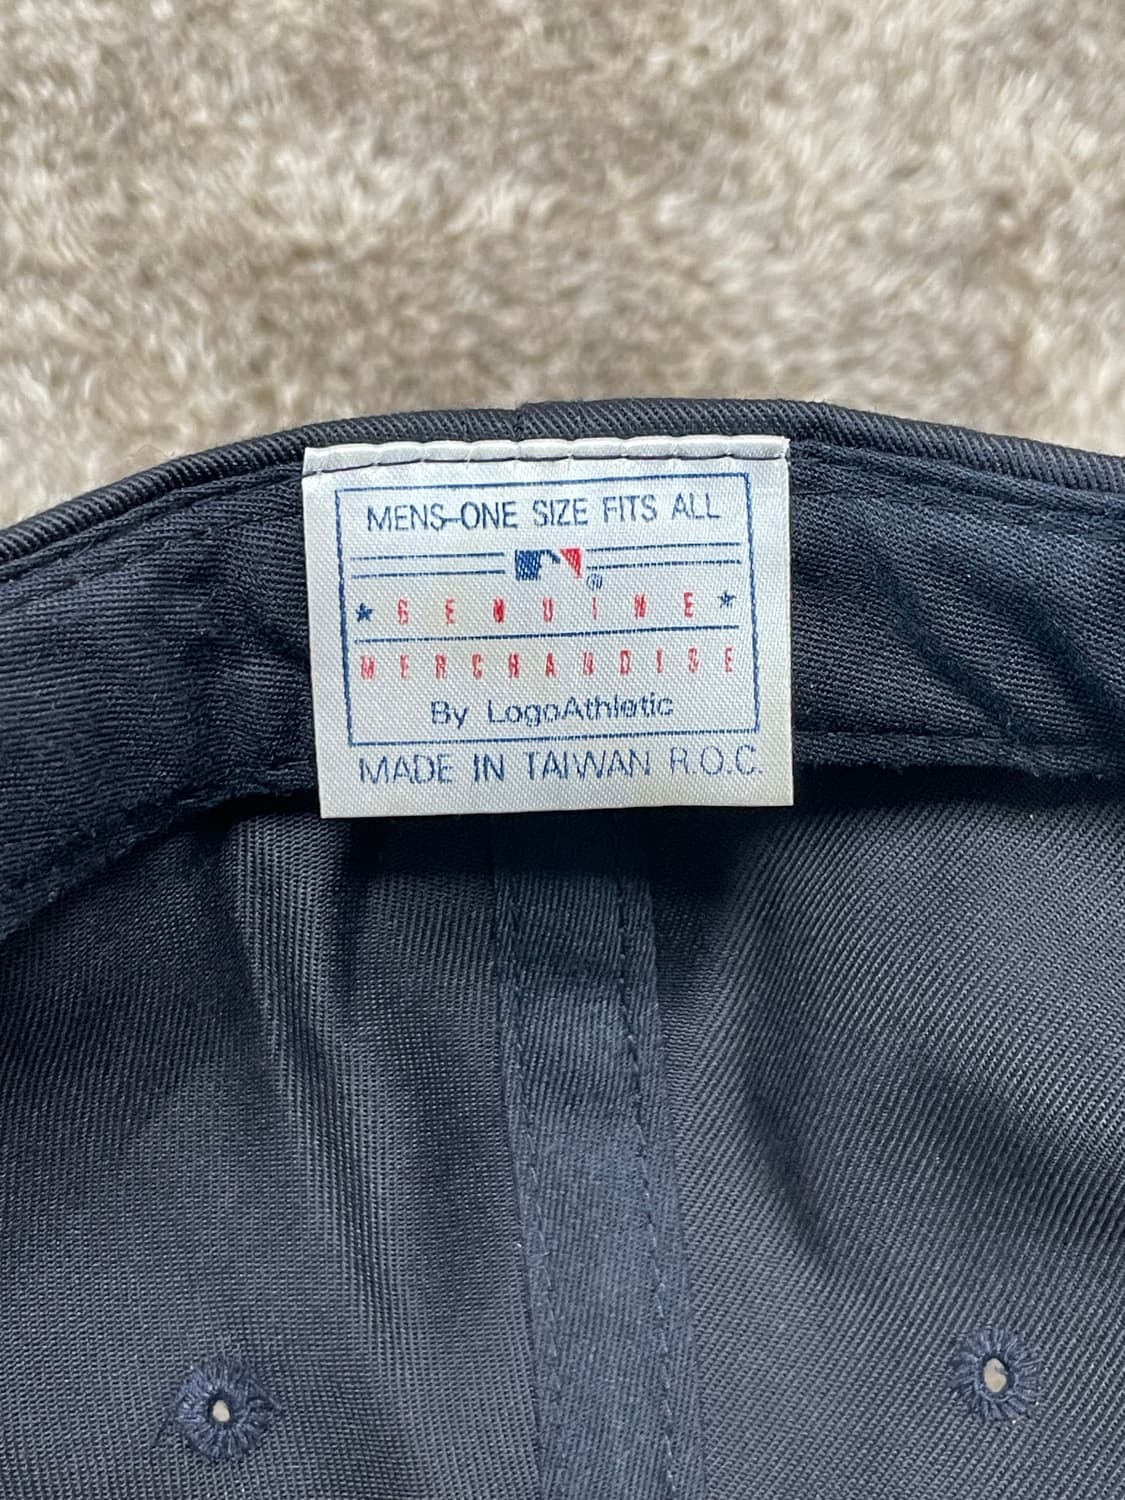 MENS-ONE SIZE FITS ALL
®
★ GENUINE ★
MERCHANDISE
By LogoAthletic
MADE IN TAIWAN R.O.C.